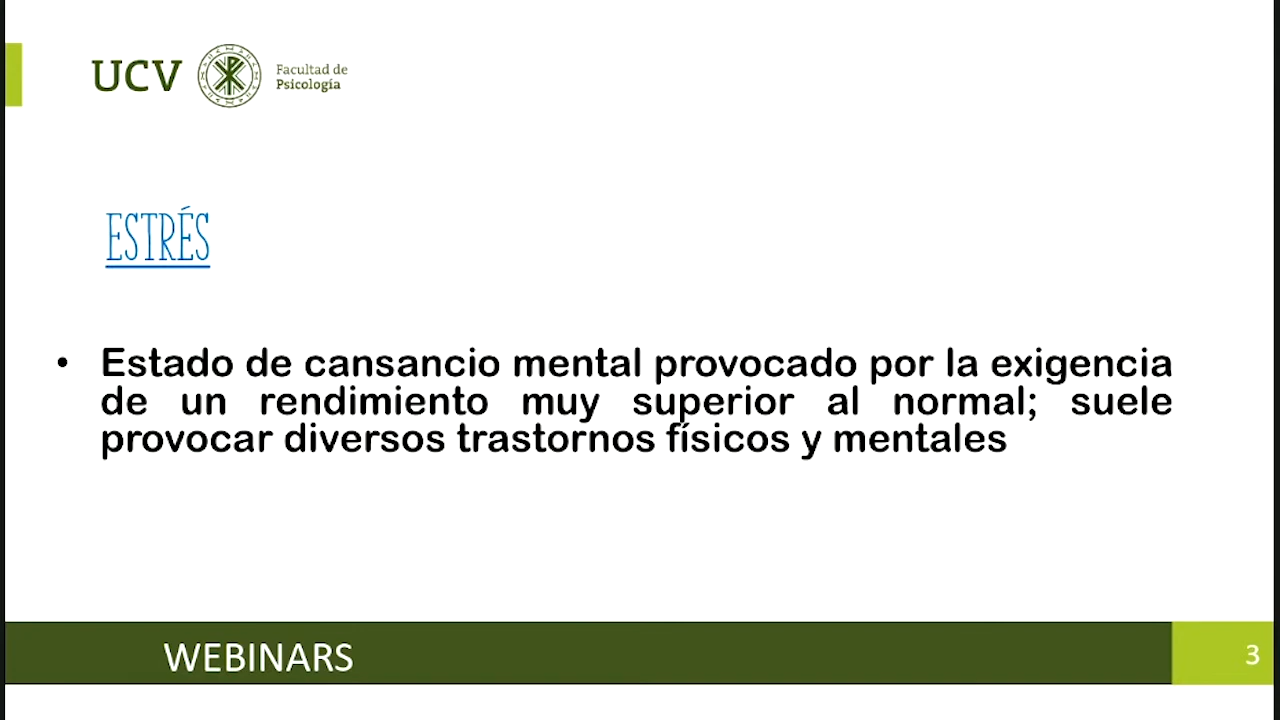 UCV
Facultad de
Psicología
ESTRÉS
• Estado de cansancio mental provocado por la exigencia
de un rendimiento muy superior al normal; suele
provocar diversos trastornos físicos y mentales
WEBINARS
3